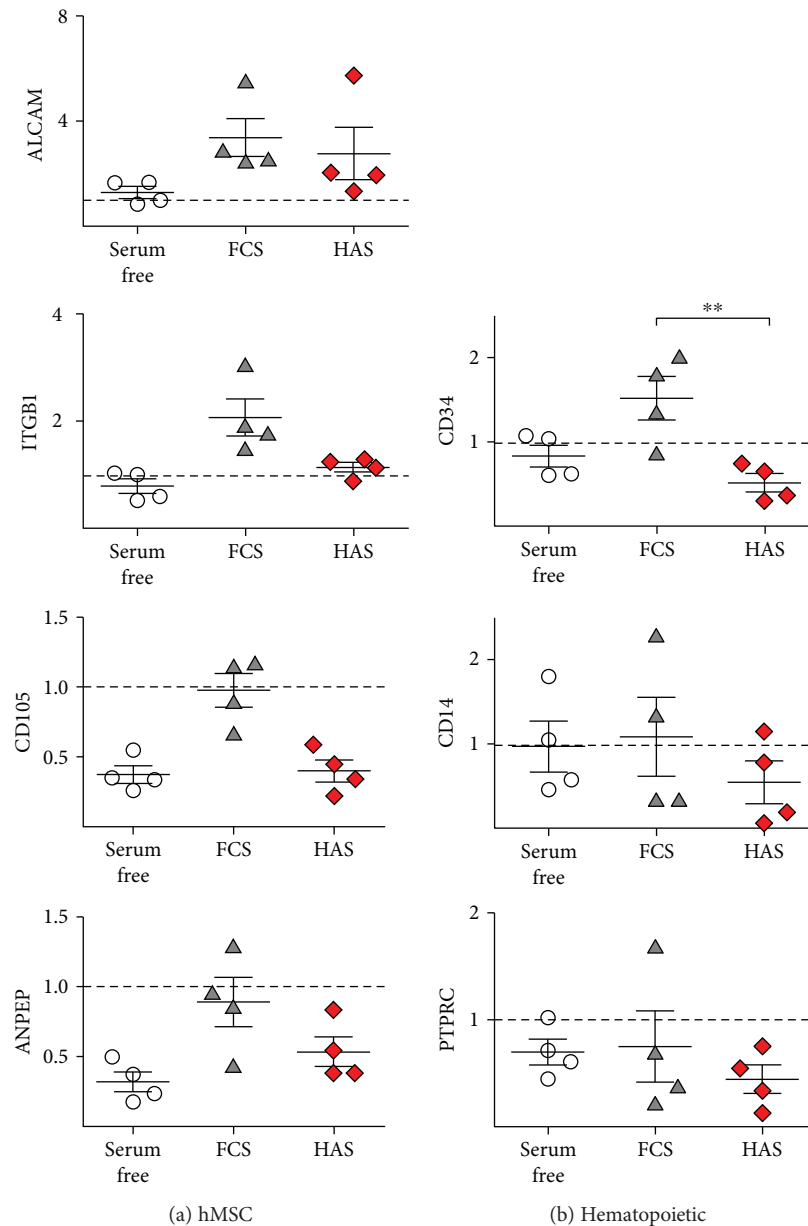 8
4
ALCAM
Serum
free
FCS
HAS
4
2
ITGB1
Serum
free
FCS
HAS
1.5
1.0
0.5
CD105
Serum
free
FCS
HAS
1.5
1.0
0.5
ANPEP
Serum
free
FCS
HAS
(a) hMSC
**
2
1
CD34
Serum
free
FCS
HAS
2
1
CD14
Serum
free
FCS
HAS
2
1
PTPRC
Serum
free
FCS
HAS
(b) Hematopoietic